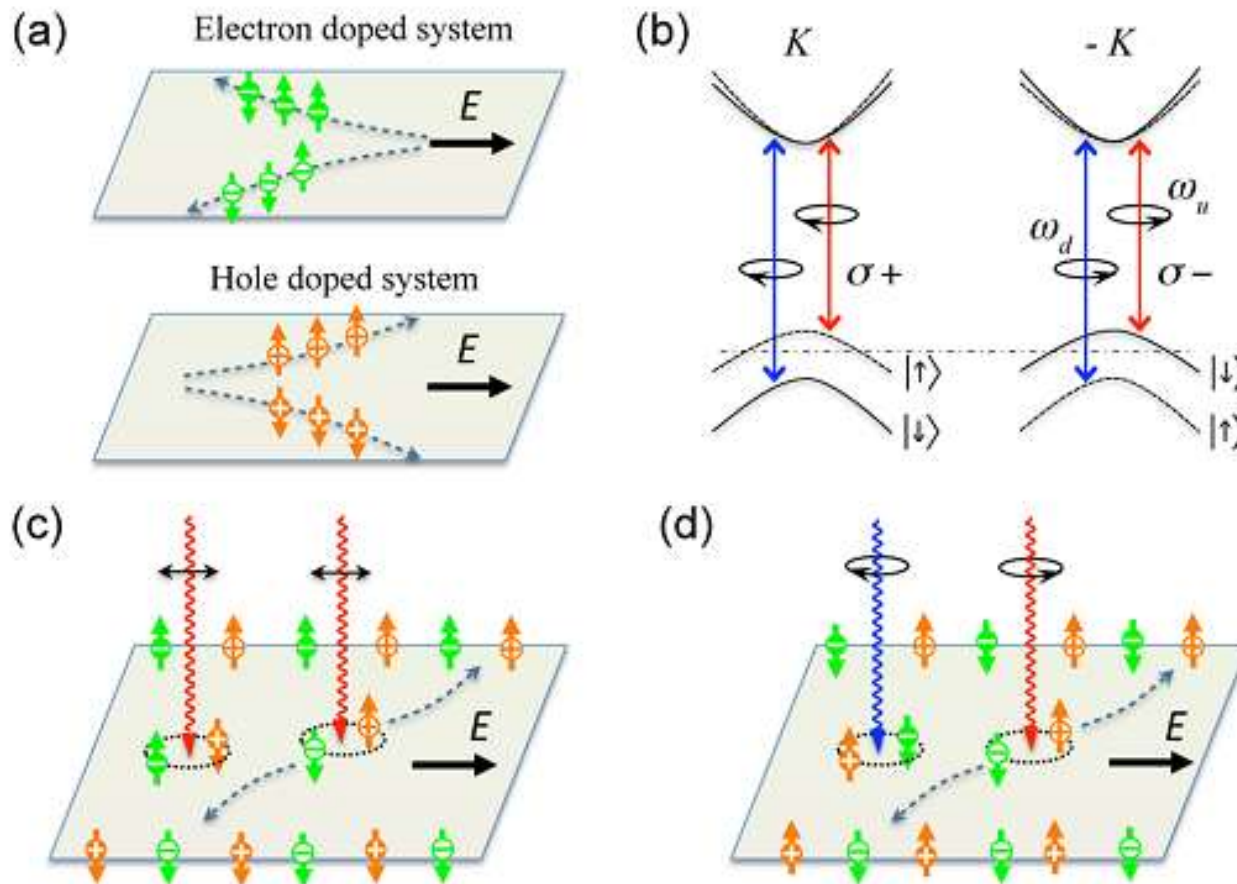 (a)
Electron doped system
E
Hole doped system
E
(b)
K
- K
ω_d
ω_u
σ+
σ−
|↑⟩
|↓⟩
|↓⟩
|↑⟩
(c)
E
(d)
E